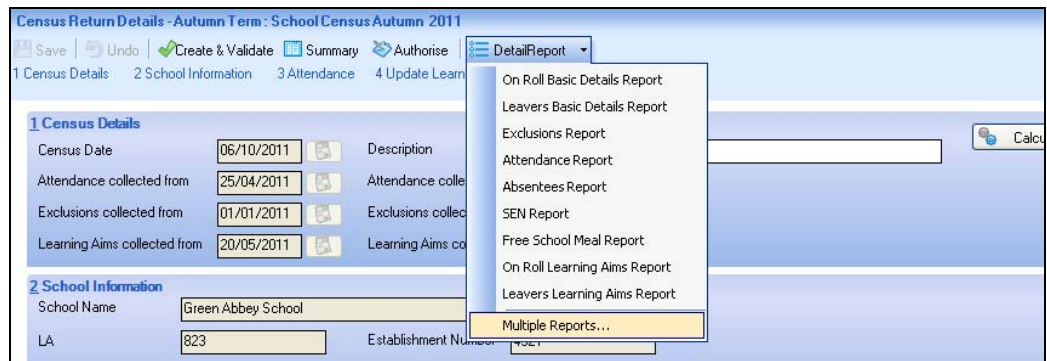 Census Return Details - Autumn Term : School Census Autumn 2011
Save Undo Create & Validate Summary Authorise DetailReport
1 Census Details 2 School Information 3 Attendance 4 Update Learn
On Roll Basic Details Report
Leavers Basic Details Report
Exclusions Report
Attendance Report
Absentees Report
SEN Report
Free School Meal Report
On Roll Learning Aims Report
Leavers Learning Aims Report
Multiple Reports...
1 Census Details
Calcu
Census Date 06/10/2011 Description
Attendance collected from 25/04/2011 Attendance colle
Exclusions collected from 01/01/2011 Exclusions collec
Learning Aims collected from 20/05/2011 Learning Aims co
2 School Information
School Name Green Abbey School
LA 823 Establishment Number